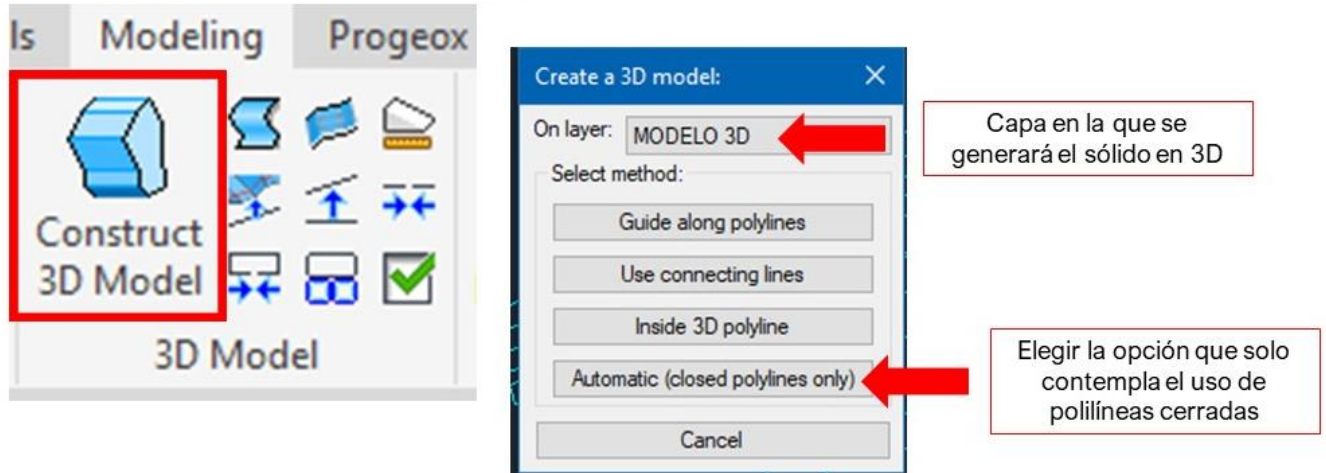 ls Modeling Progeox
Construct
3D Model
3D Model
Create a 3D model:
On layer: MODELO 3D
Select method:
Guide along polylines
Use connecting lines
Inside 3D polyline
Automatic (closed polylines only)
Cancel
Capa en la que se
generará el sólido en 3D
Elegir la opción que solo
contempla el uso de
polilíneas cerradas